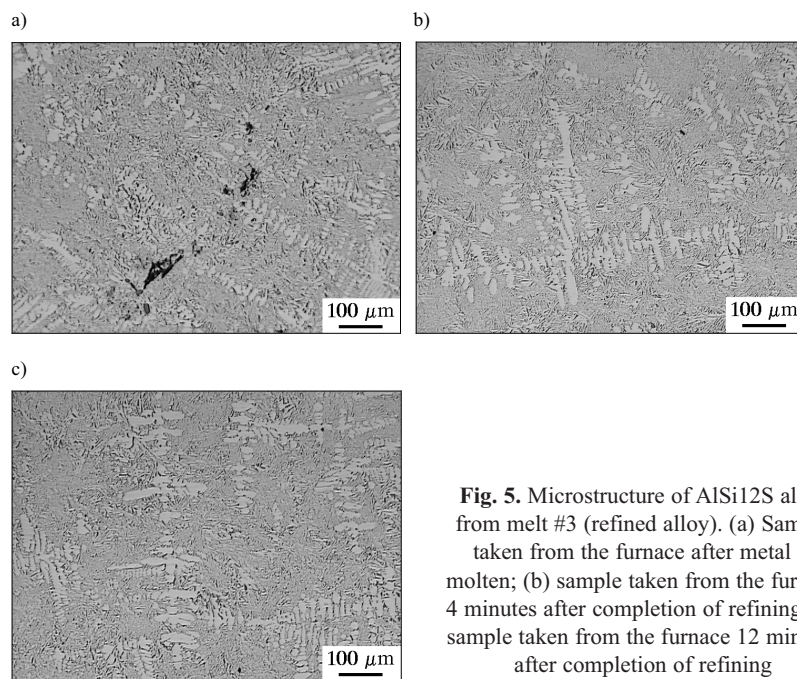 a)
b)
100 μm
100 μm
c)
100 μm
Fig. 5. Microstructure of AlSi12S al
from melt #3 (refined alloy). (a) Sam
taken from the furnace after metal
molten; (b) sample taken from the fur
4 minutes after completion of refining
sample taken from the furnace 12 min
after completion of refining